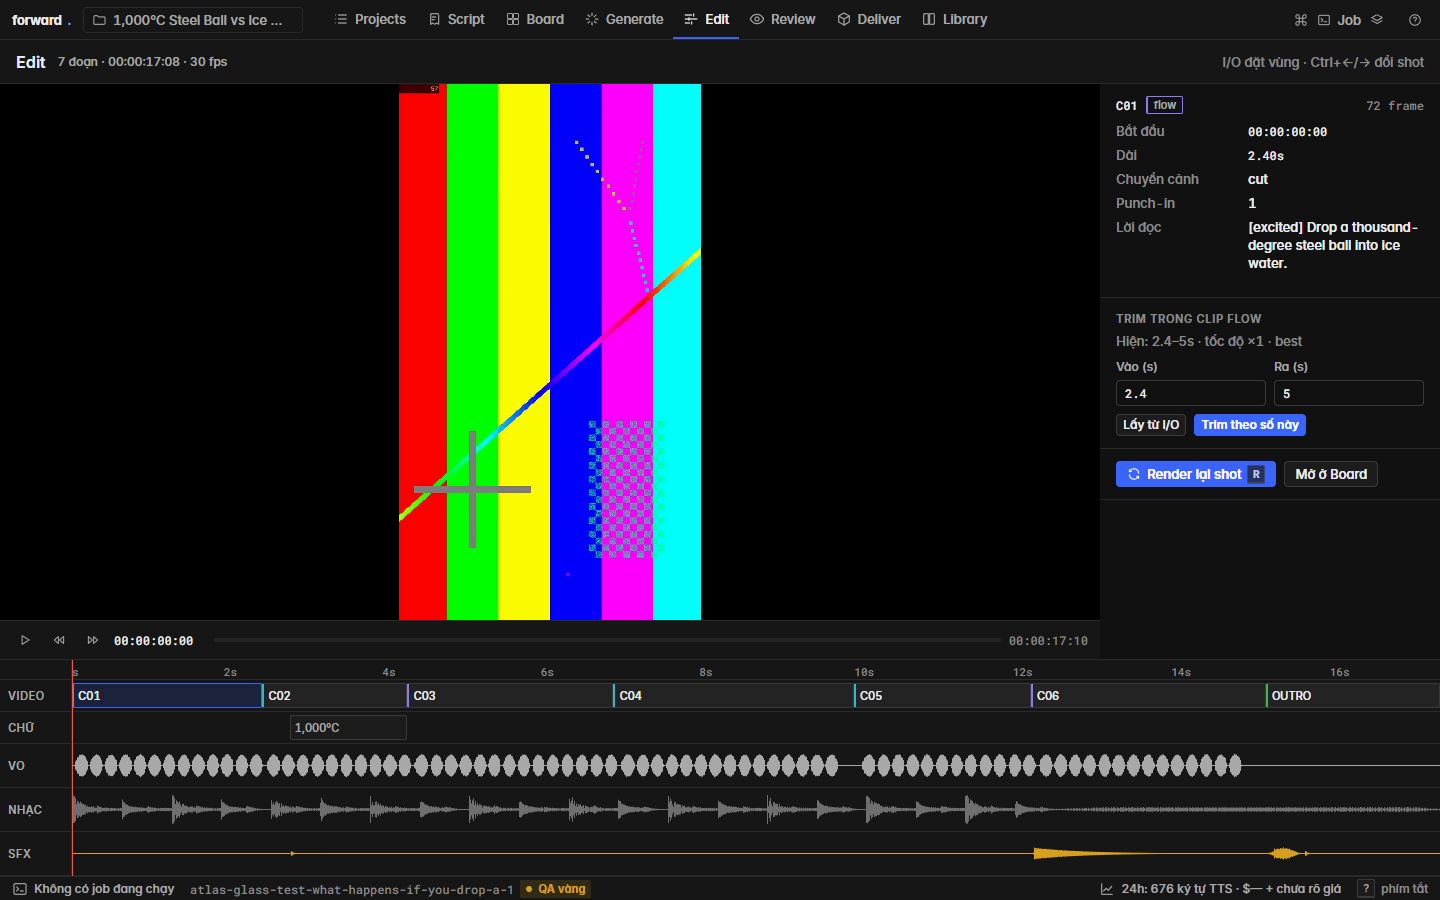 forward .
1,000°C Steel Ball vs Ice ...
Projects
Script
Board
Generate
Edit
Review
Deliver
Library
Job
Edit
7 đoạn · 00:00:17:08 · 30 fps
I/O đặt vùng · Ctrl+←/→ đổi shot
C01 flow
72 frame
Bắt đầu 00:00:00:00
Dài 2.40s
Chuyển cảnh cut
Punch-in 1
Lời đọc [excited] Drop a thousand-
degree steel ball into ice
water.
TRIM TRONG CLIP FLOW
Hiện: 2.4–5s · tốc độ ×1 · best
Vào (s) Ra (s)
2.4 5
Lấy từ I/O Trim theo số này
Render lại shot R Mở ở Board
00:00:00:00
00:00:17:10
s 2s 4s 6s 8s 10s 12s 14s 16s
VIDEO C01 C02 C03 C04 C05 C06 OUTRO
CHỮ 1,000°C
VO
NHẠC
SFX
Không có job đang chạy
atlas-glass-test-what-happens-if-you-drop-a-1
QA vàng
24h: 676 ký tự TTS · $— + chưa rõ giá
? phím tắt